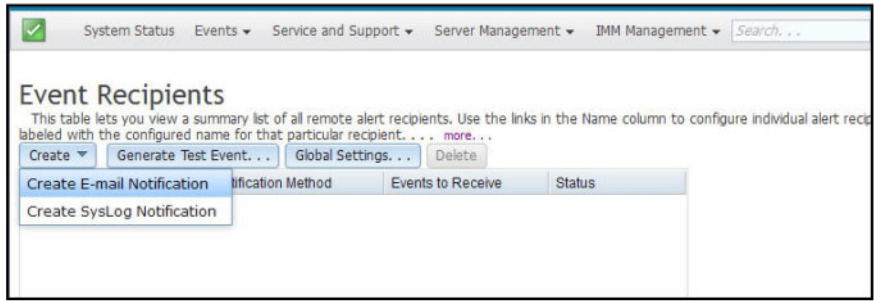 System Status Events Service and Support Server Management IMM Management Search. . .
Event Recipients
This table lets you view a summary list of all remote alert recipients. Use the links in the Name column to configure individual alert
labeled with the configured name for that particular recipient. . . . more. . .
Create Generate Test Event. . . Global Settings. . . Delete
Create E-mail Notification Method Events to Receive Status
Create SysLog Notification